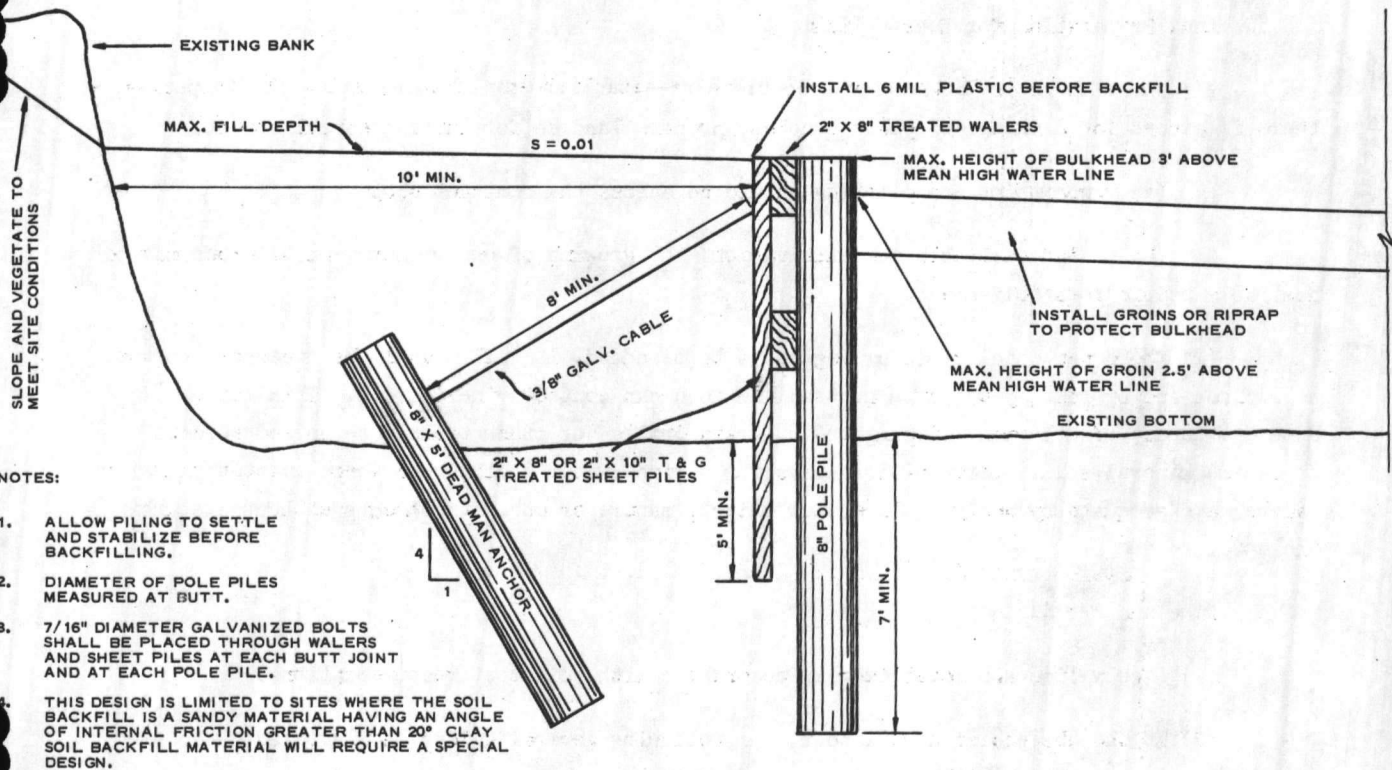 EXISTING BANK
INSTALL 6 MIL PLASTIC BEFORE BACKFILL
MAX. FILL DEPTH
S = 0.01
2" X 8" TREATED WALERS
MAX. HEIGHT OF BULKHEAD 3' ABOVE
MEAN HIGH WATER LINE
10' MIN.
SLOPE AND VEGETATE TO
MEET SITE CONDITIONS
8' MIN.
3/8" GALV. CABLE
INSTALL GROINS OR RIPRAP
TO PROTECT BULKHEAD
MAX. HEIGHT OF GROIN 2.5' ABOVE
MEAN HIGH WATER LINE
EXISTING BOTTOM
8" X 5' DEAD MAN ANCHOR
2" X 8" OR 2" X 10" T & G
TREATED SHEET PILES
5' MIN.
8" POLE PILE
7' MIN.
4
1
NOTES:
1. ALLOW PILING TO SETTLE
AND STABILIZE BEFORE
BACKFILLING.
2. DIAMETER OF POLE PILES
MEASURED AT BUTT.
3. 7/16" DIAMETER GALVANIZED BOLTS
SHALL BE PLACED THROUGH WALERS
AND SHEET PILES AT EACH BUTT JOINT
AND AT EACH POLE PILE.
THIS DESIGN IS LIMITED TO SITES WHERE THE SOIL
BACKFILL IS A SANDY MATERIAL HAVING AN ANGLE
OF INTERNAL FRICTION GREATER THAN 20° CLAY
SOIL BACKFILL MATERIAL WILL REQUIRE A SPECIAL
DESIGN.